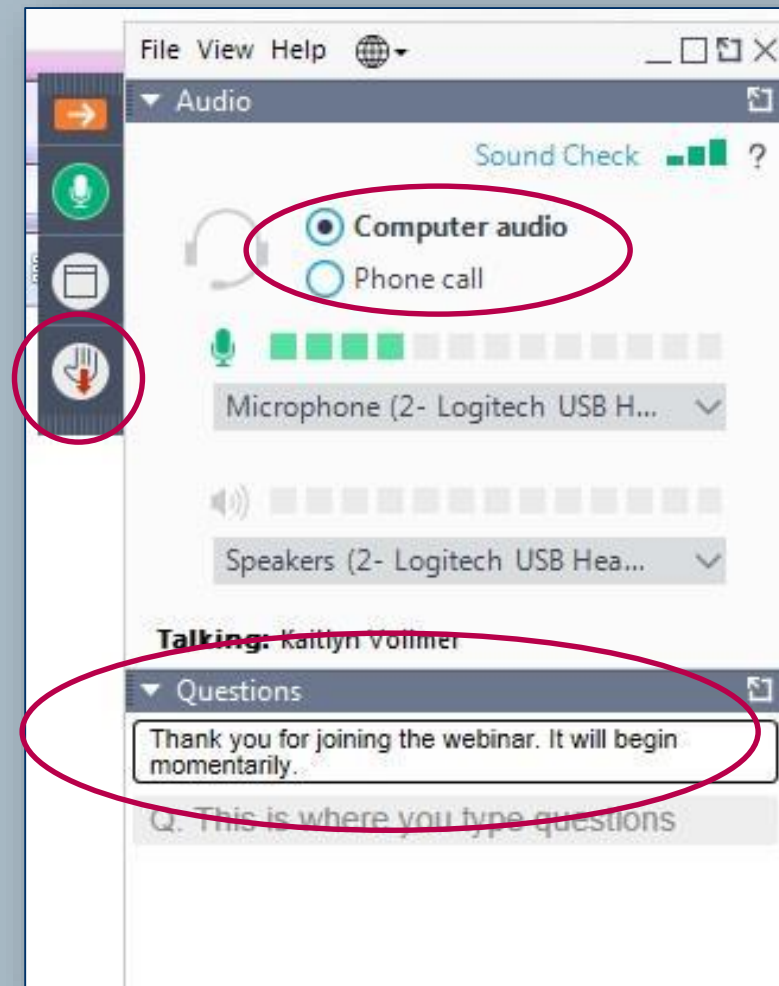 File View Help
Audio
Sound Check ?
Computer audio
Phone call
Microphone (2- Logitech USB H...
Speakers (2- Logitech USB Hea...
Talking: Kaitlyn Vollmer
Questions
Thank you for joining the webinar. It will begin
momentarily.
Q. This is where you type questions